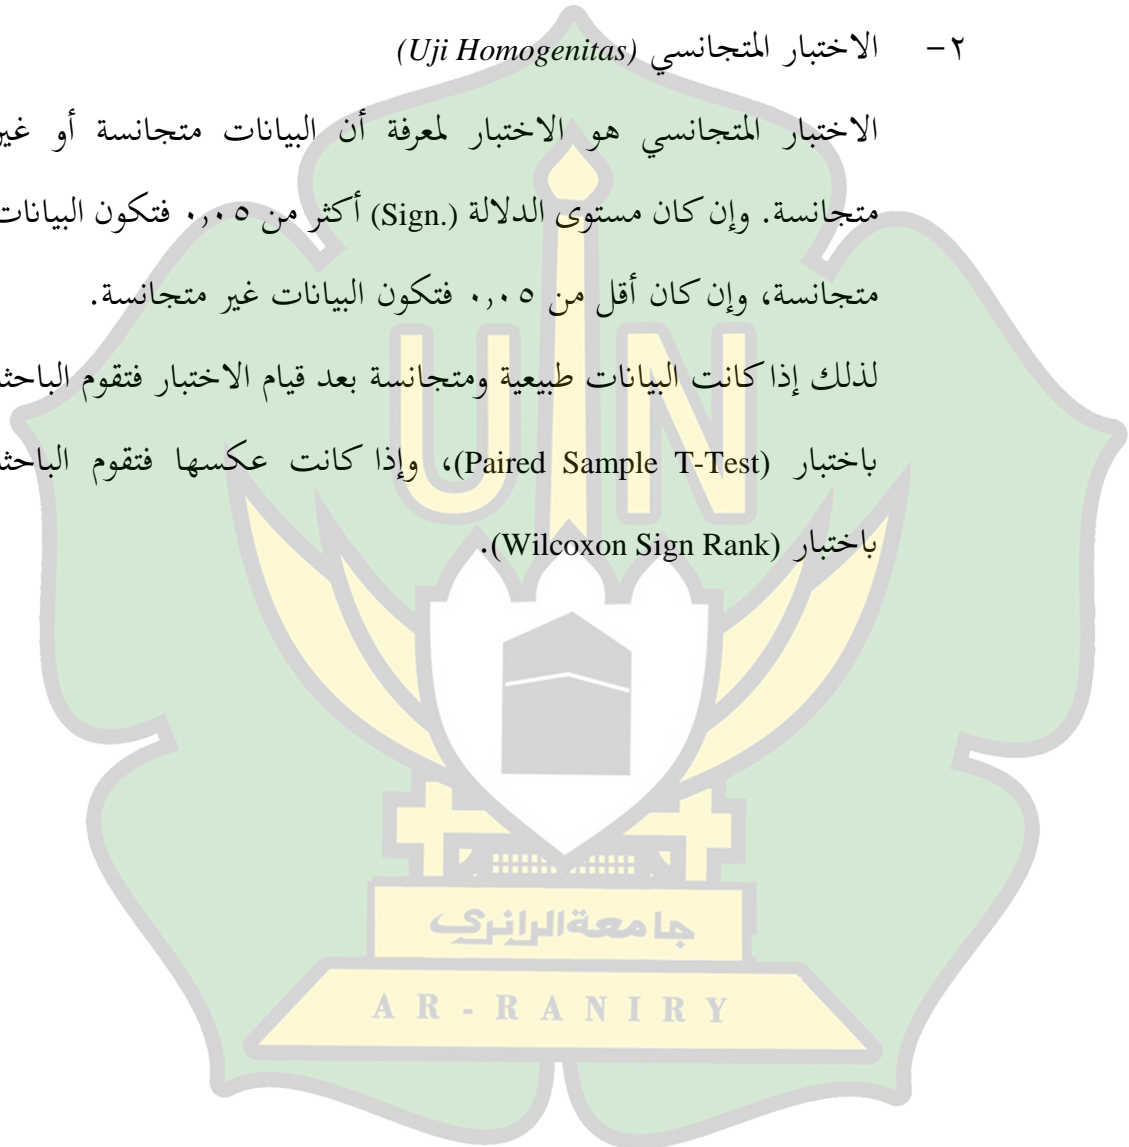 ٢- الاختبار المتجانسي (Uji Homogenitas)
الاختبار المتجانسي هو الاختبار لمعرفة أن البيانات متجانسة أو غير
متجانسة. وإن كان مستوى الدلالة (Sign.) أكثر من ٠,٠٥ فتكون البيانات
متجانسة، وإن كان أقل من ٠,٠٥ فتكون البيانات غير متجانسة.
لذلك إذا كانت البيانات طبيعية ومتجانسة بعد قيام الاختبار فتقوم
باختبار (Paired Sample T-Test)، وإذا كانت عكسها فتقوم
باختبار (Wilcoxon Sign Rank).
UIN
جامعة الرانري
AR-RANIRY